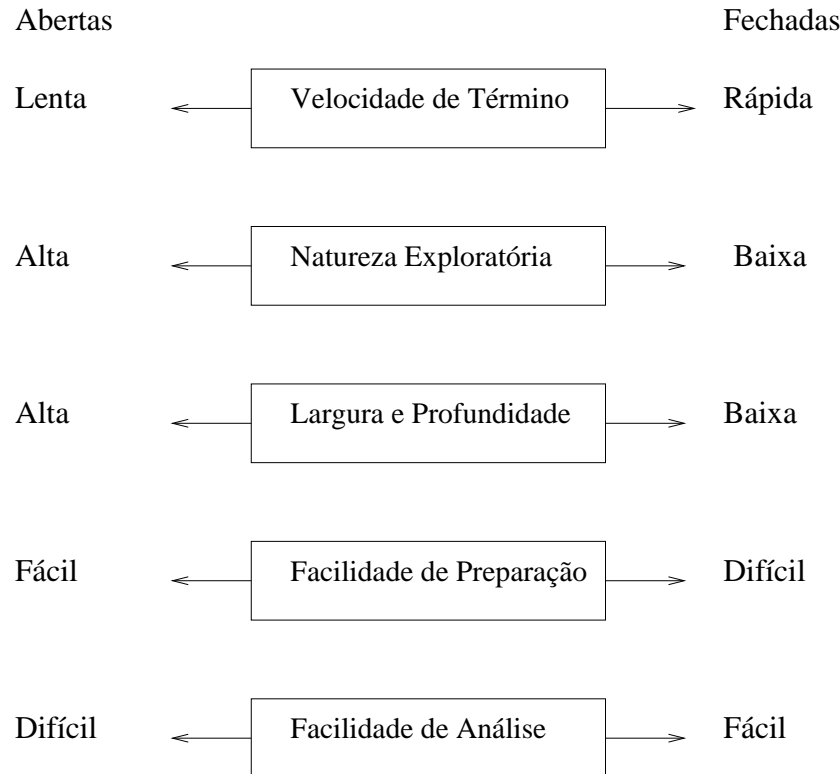 Abertas Fechadas
Lenta Velocidade de Término Rápida
Alta Natureza Exploratória Baixa
Alta Largura e Profundidade Baixa
Fácil Facilidade de Preparação Difícil
Difícil Facilidade de Análise Fácil